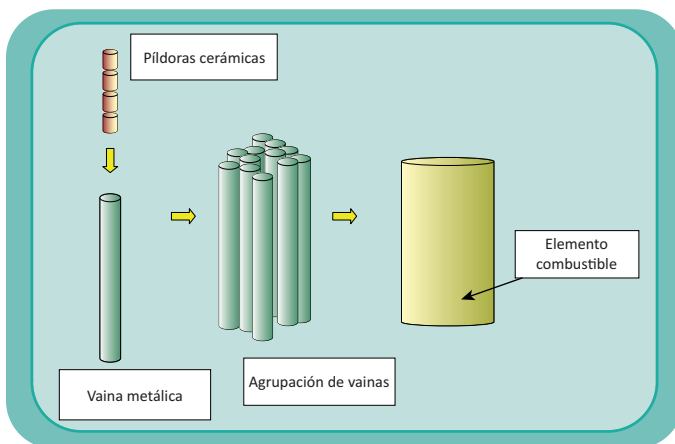 Píldoras cerámicas
Elemento
combustible
Vaina metálica
Agrupación de vainas